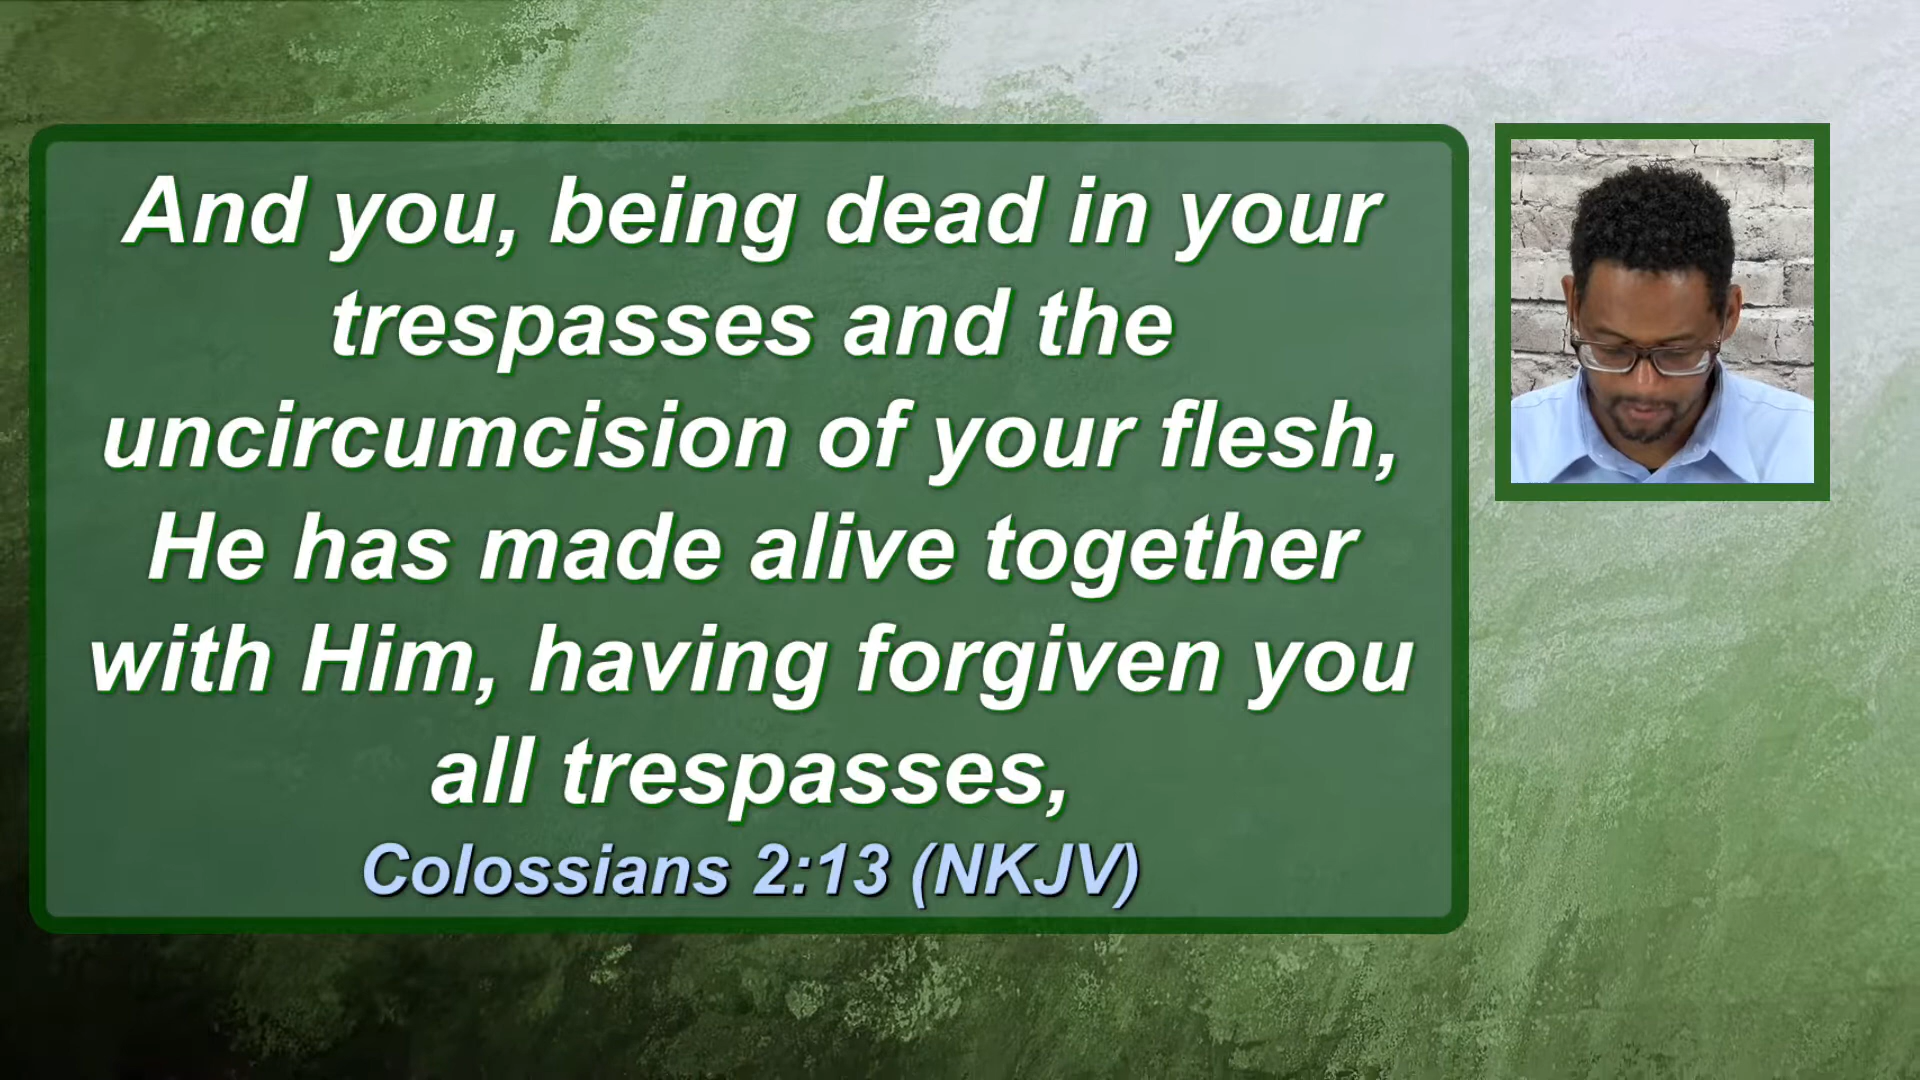 And you, being dead in your
trespasses and the
uncircumcision of your flesh,
He has made alive together
with Him, having forgiven you
all trespasses,
Colossians 2:13 (NKJV)